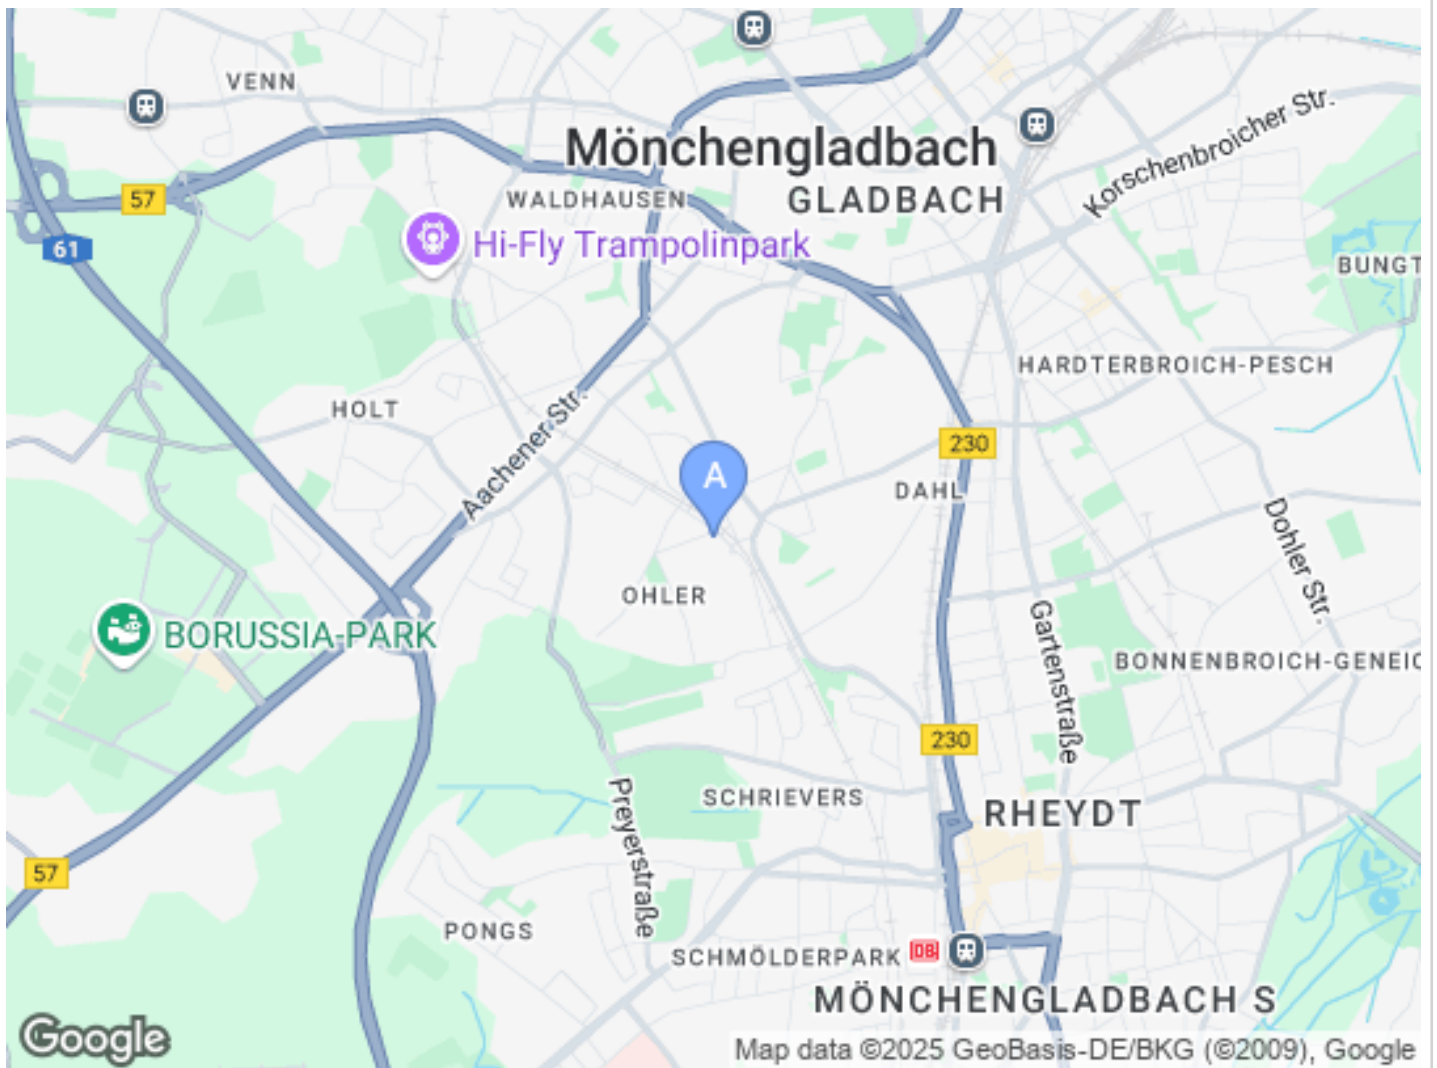 VENN
Mönchengladbach
Korschenbroicher Str.
57
WALDHAUSEN
GLADBACH
61
Hi-Fly Trampolinpark
BUNGT
HARDTERBROICH-PESCH
HOLT
Aachener Str.
230
A
DAHL
Dohler Str.
OHLER
BORUSSIA-PARK
Gartenstraße
BONNENBROICH-GENEIC
230
Preyerstraße
SCHRIEVERS
RHEYDT
57
PONGS
SCHMÖLDERPARK
DB
MÖNCHENGLADBACH S
Google
Map data ©2025 GeoBasis-DE/BKG (©2009), Google